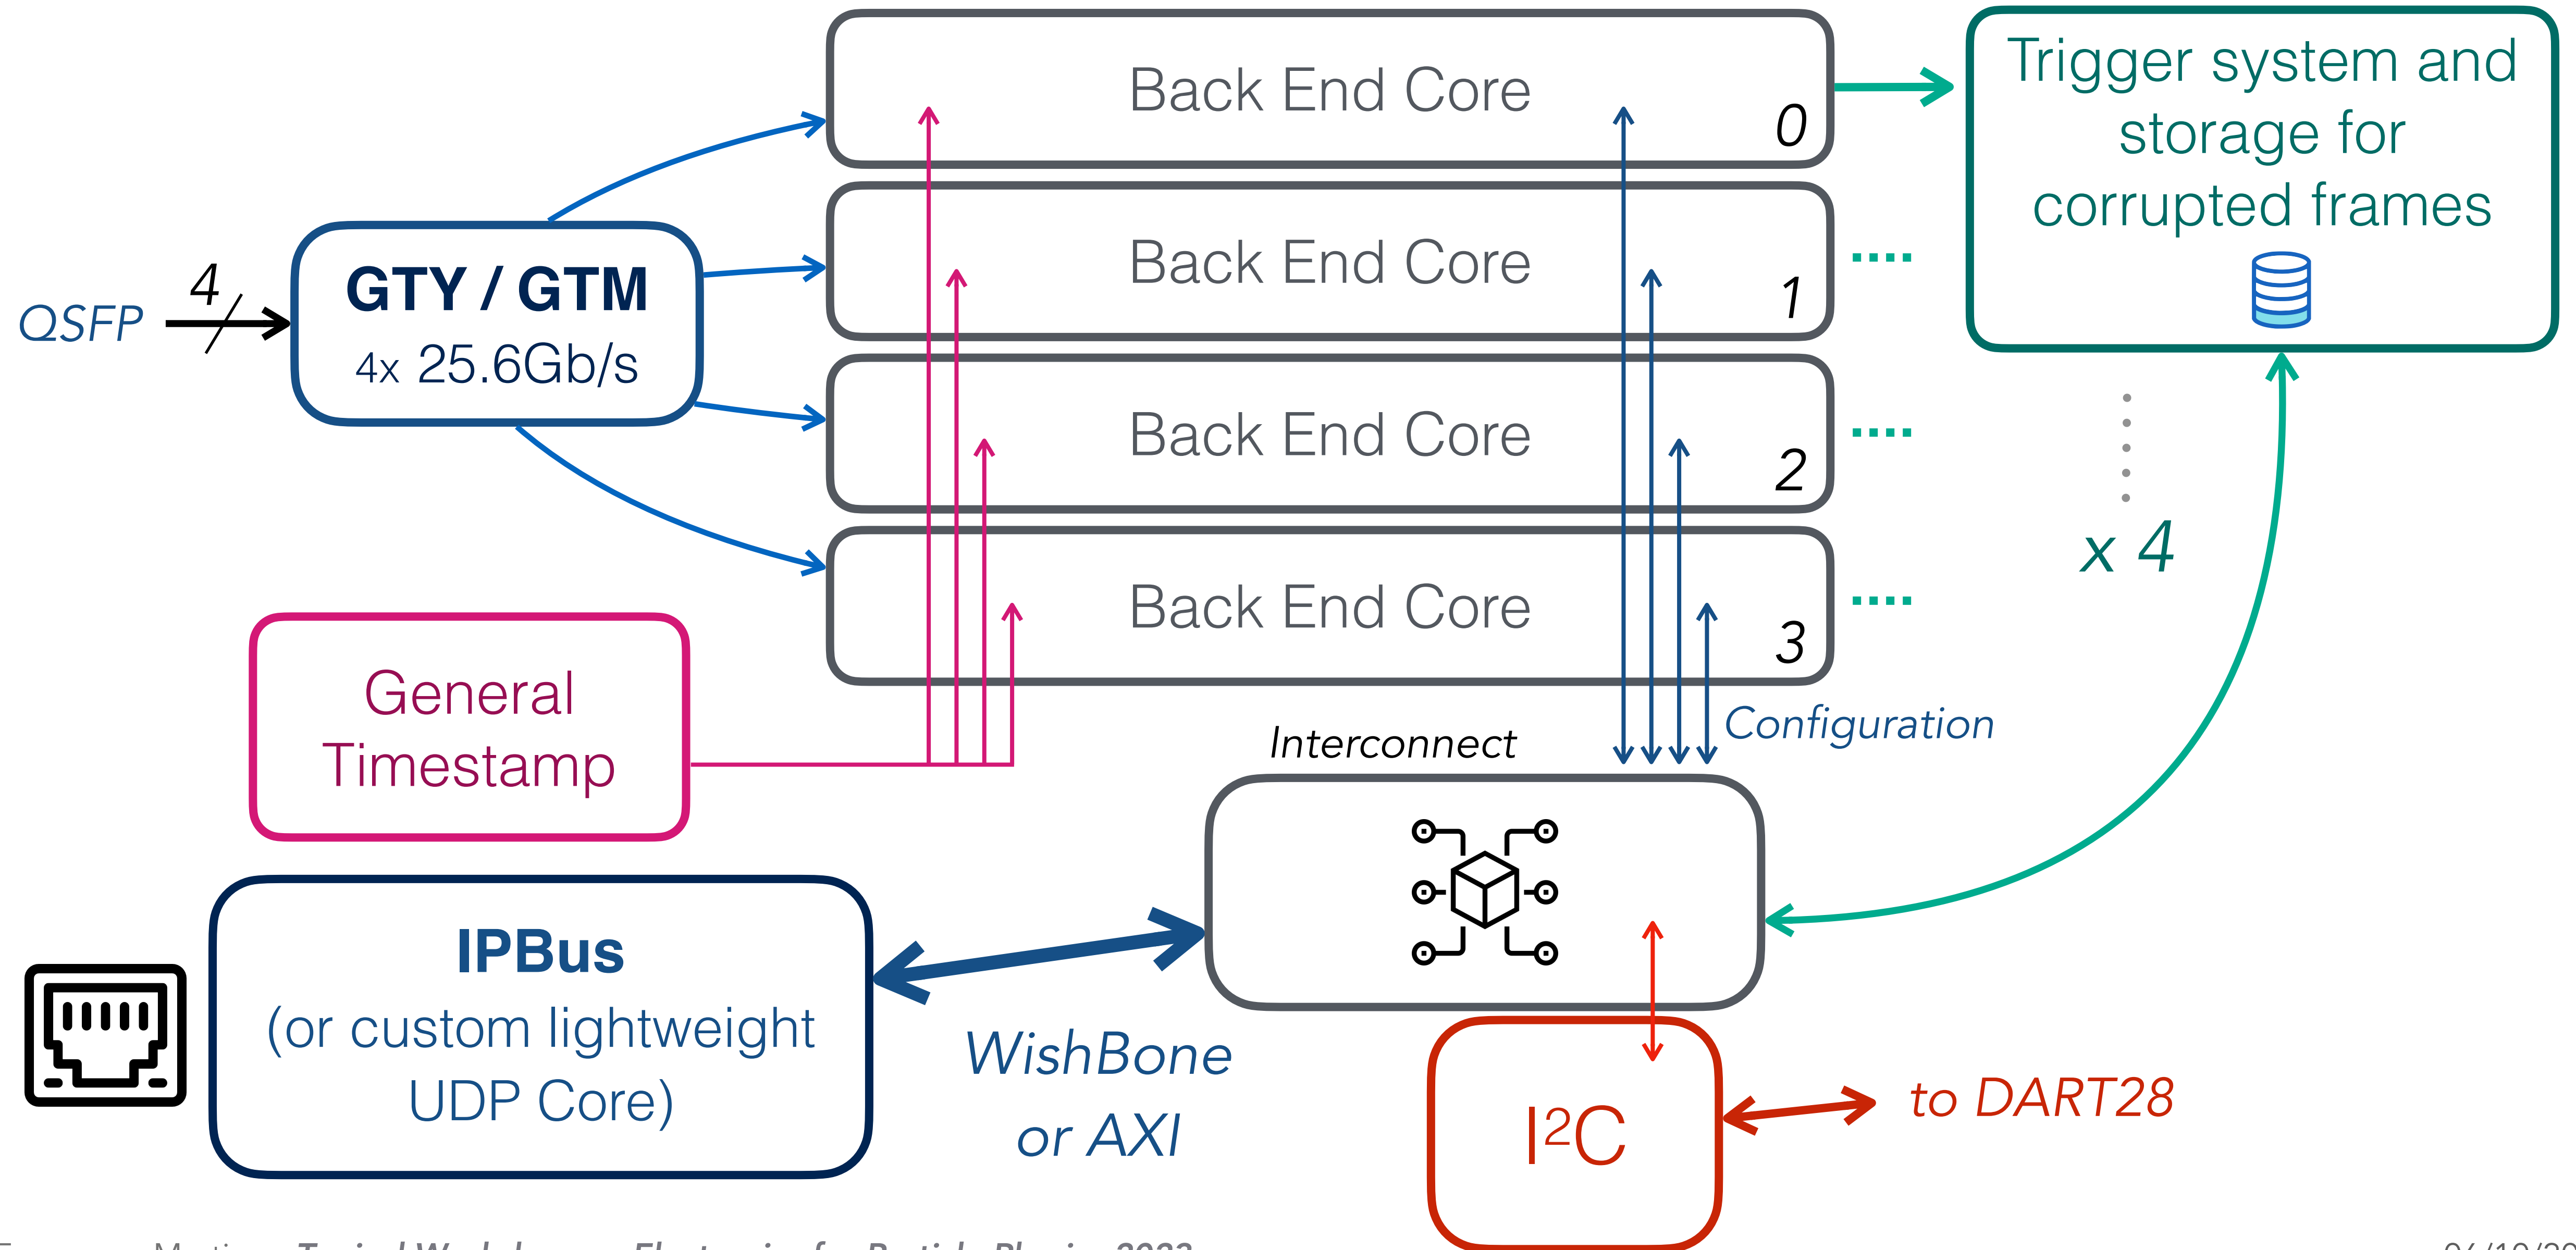 Back End Core
0
Trigger system and
storage for
corrupted frames
Back End Core
1
QSFP
4
GTY / GTM
4x 25.6Gb/s
Back End Core
2
Back End Core
3
x 4
General
Timestamp
Interconnect
Configuration
IPBus
(or custom lightweight
UDP Core)
WishBone
or AXI
I²C
to DART28